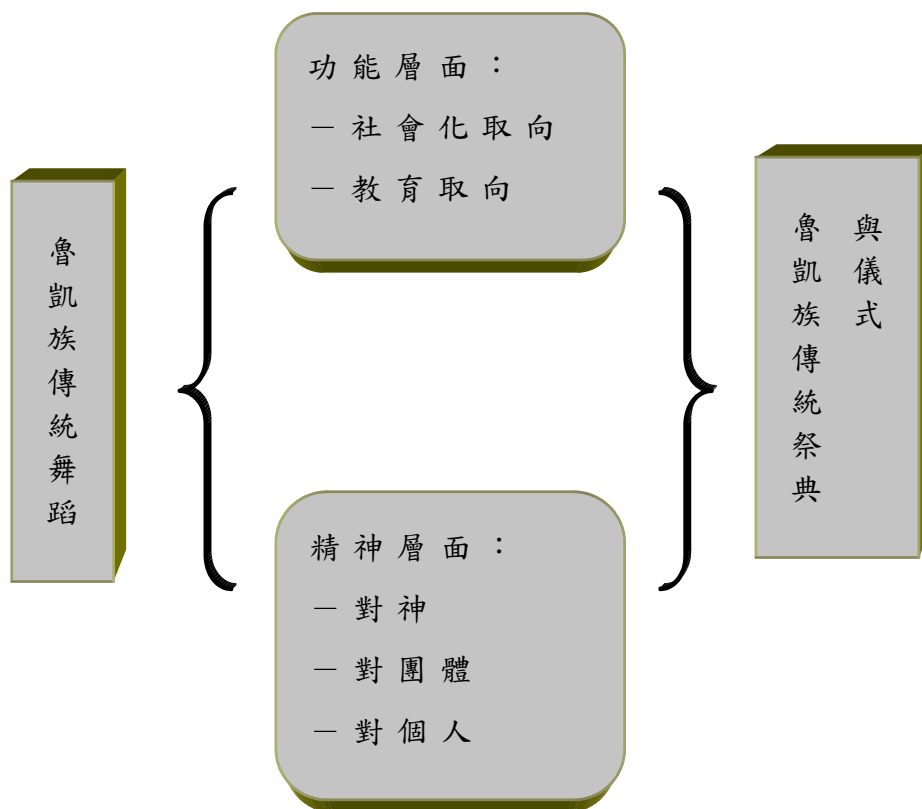 魯凱族傳統舞蹈
功能層面：
－社會化取向
－教育取向
精神層面：
－對神
－對團體
－對個人
與儀式
魯凱族傳統祭典